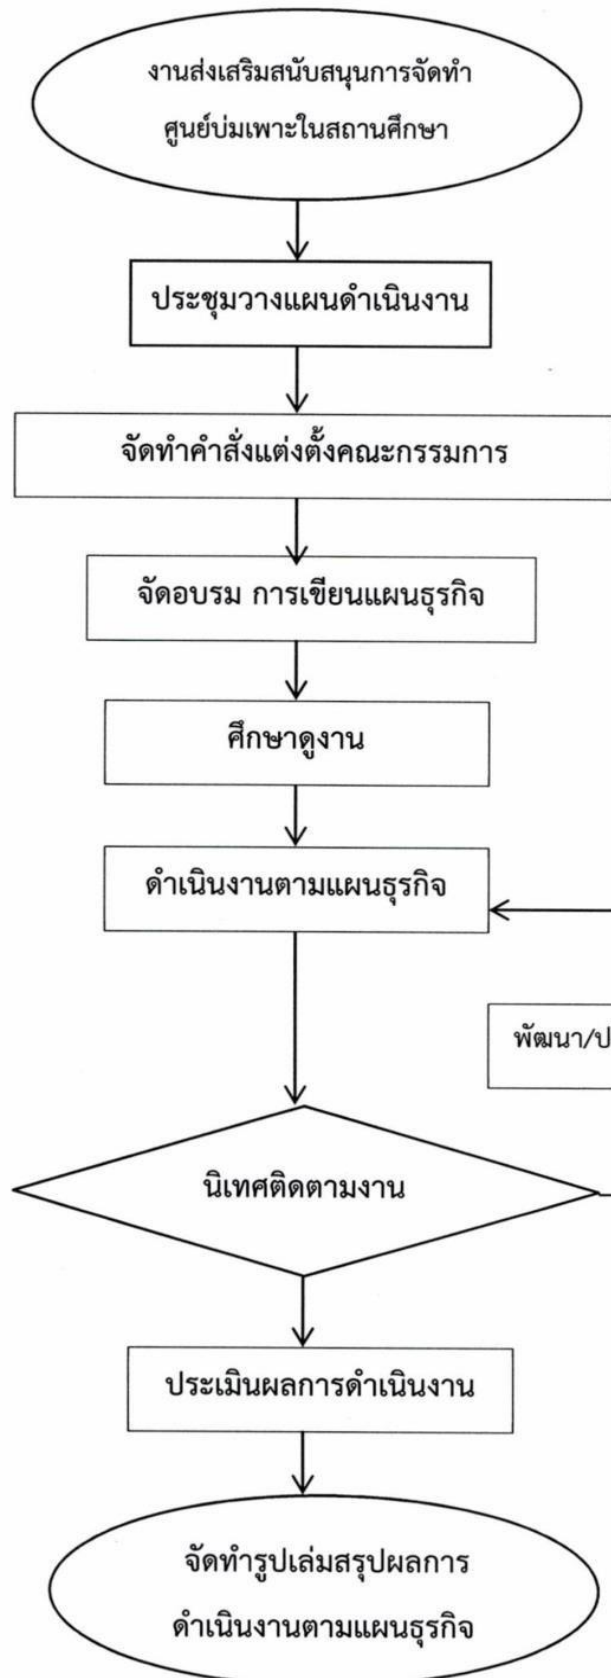 งานส่งเสริมสนับสนุนการจัดทำ
ศูนย์บ่มเพาะในสถานศึกษา
ประชุมวางแผนดำเนินงาน
จัดทำคำสั่งแต่งตั้งคณะกรรมการ
จัดอบรม การเขียนแผนธุรกิจ
ศึกษาดูงาน
ดำเนินงานตามแผนธุรกิจ
พัฒนา/ป
นิเทศติดตามงาน
ประเมินผลการดำเนินงาน
จัดทำรูปเล่มสรุปผลการ
ดำเนินงานตามแผนธุรกิจ